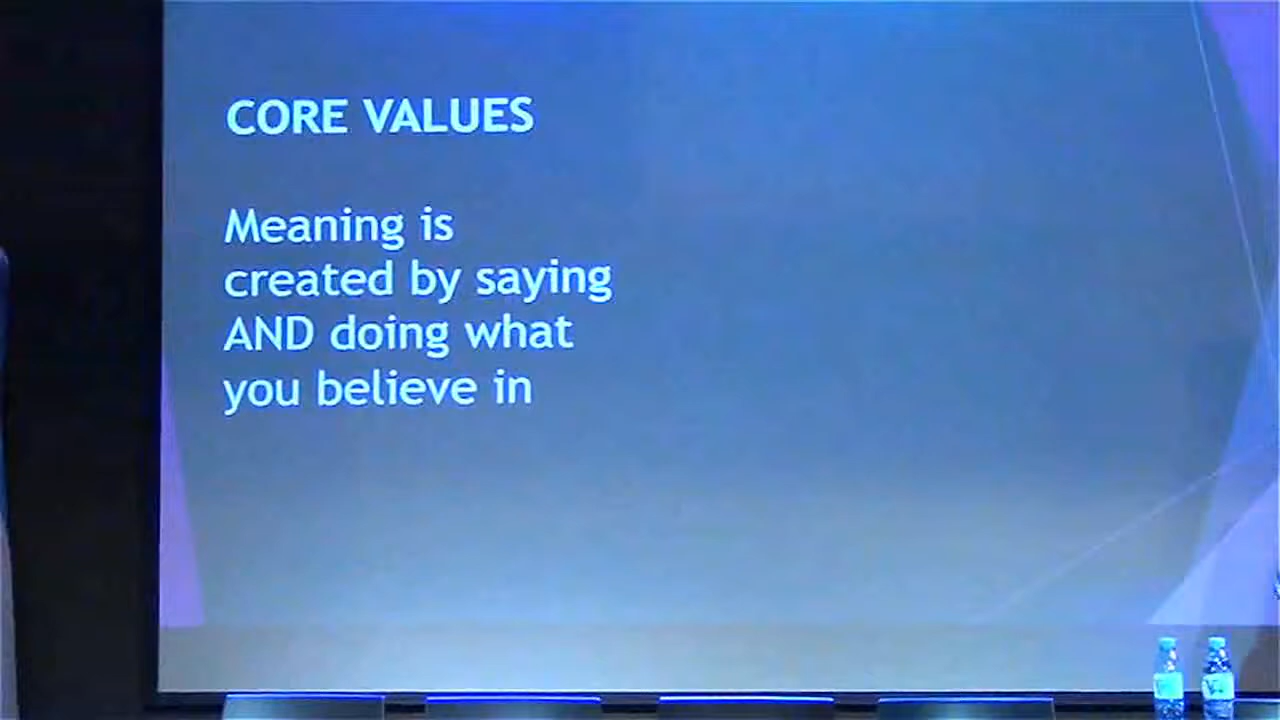 CORE VALUES
Meaning is
created by saying
AND doing what
you believe in